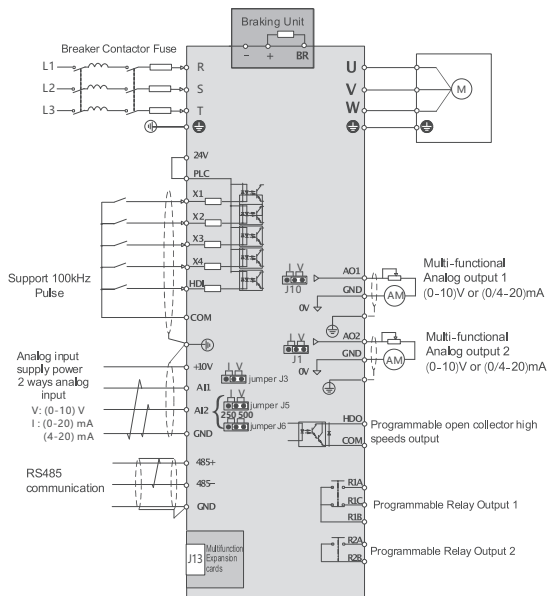 Braking Unit
− + BR
Breaker Contactor Fuse
L1 R U
L2 S V M
L3 T W
24V
PLC
X1
X2
X3
X4
HDI
COM
Support 100kHz
Pulse
I V
J10
AO1
GND
0V
AM
Multi-functional
Analog output 1
(0-10)V or (0/4-20)mA
I V
J1
AO2
GND
0V
AM
Multi-functional
Analog output 2
(0-10)V or (0/4-20)mA
Analog input
supply power
2 ways analog
input
V: (0-10) V
I : (0-20) mA
(4-20) mA
+10V
AI1
AI2
GND
I V
jumper J3
I V
jumper J5
250 500
jumper J6
HDO
COM
Programmable open collector high
speeds output
RS485
communication
485+
485-
GND
R1A
R1C
R1B
Programmable Relay Output 1
R2A
R2B
Programmable Relay Output 2
J13
Multifunction
Expansion
cards